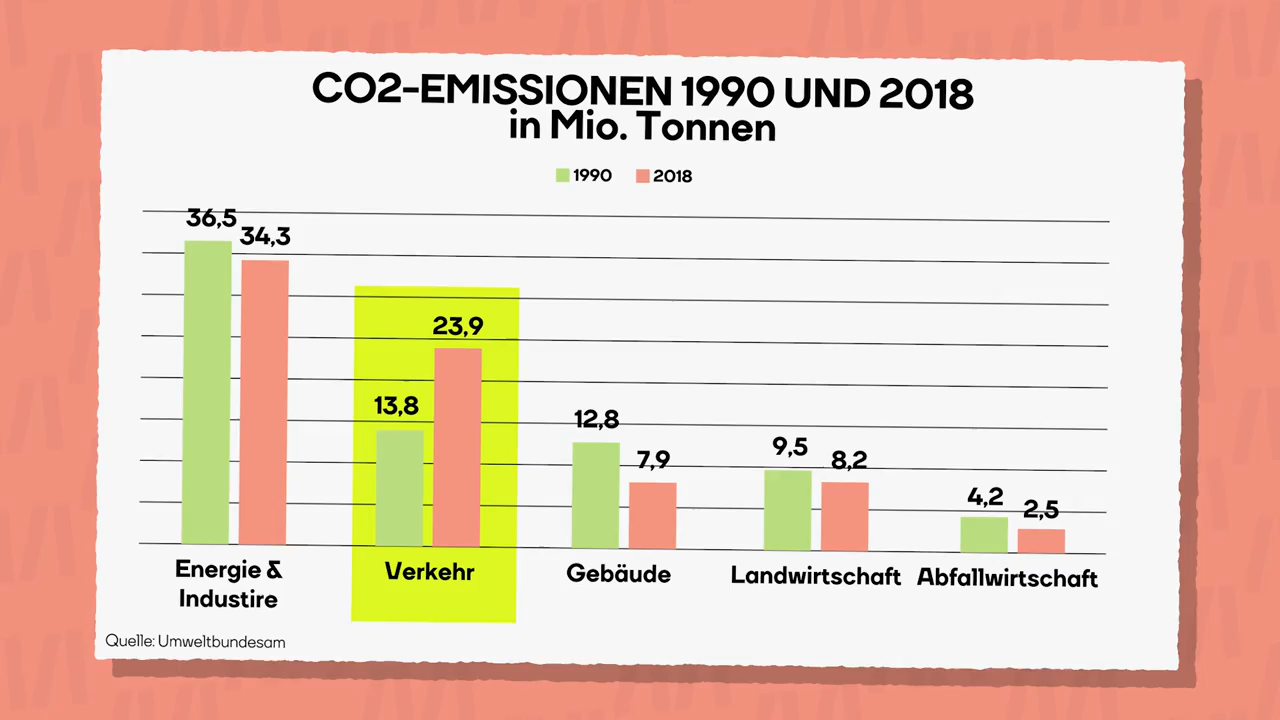 CO2-EMISSIONEN 1990 UND 2018
in Mio. Tonnen
1990 2018
36,5 34,3
13,8 23,9
12,8 7,9
9,5 8,2
4,2 2,5
Energie &
Industire
Verkehr
Gebäude
Landwirtschaft
Abfallwirtschaft
Quelle: Umweltbundesam